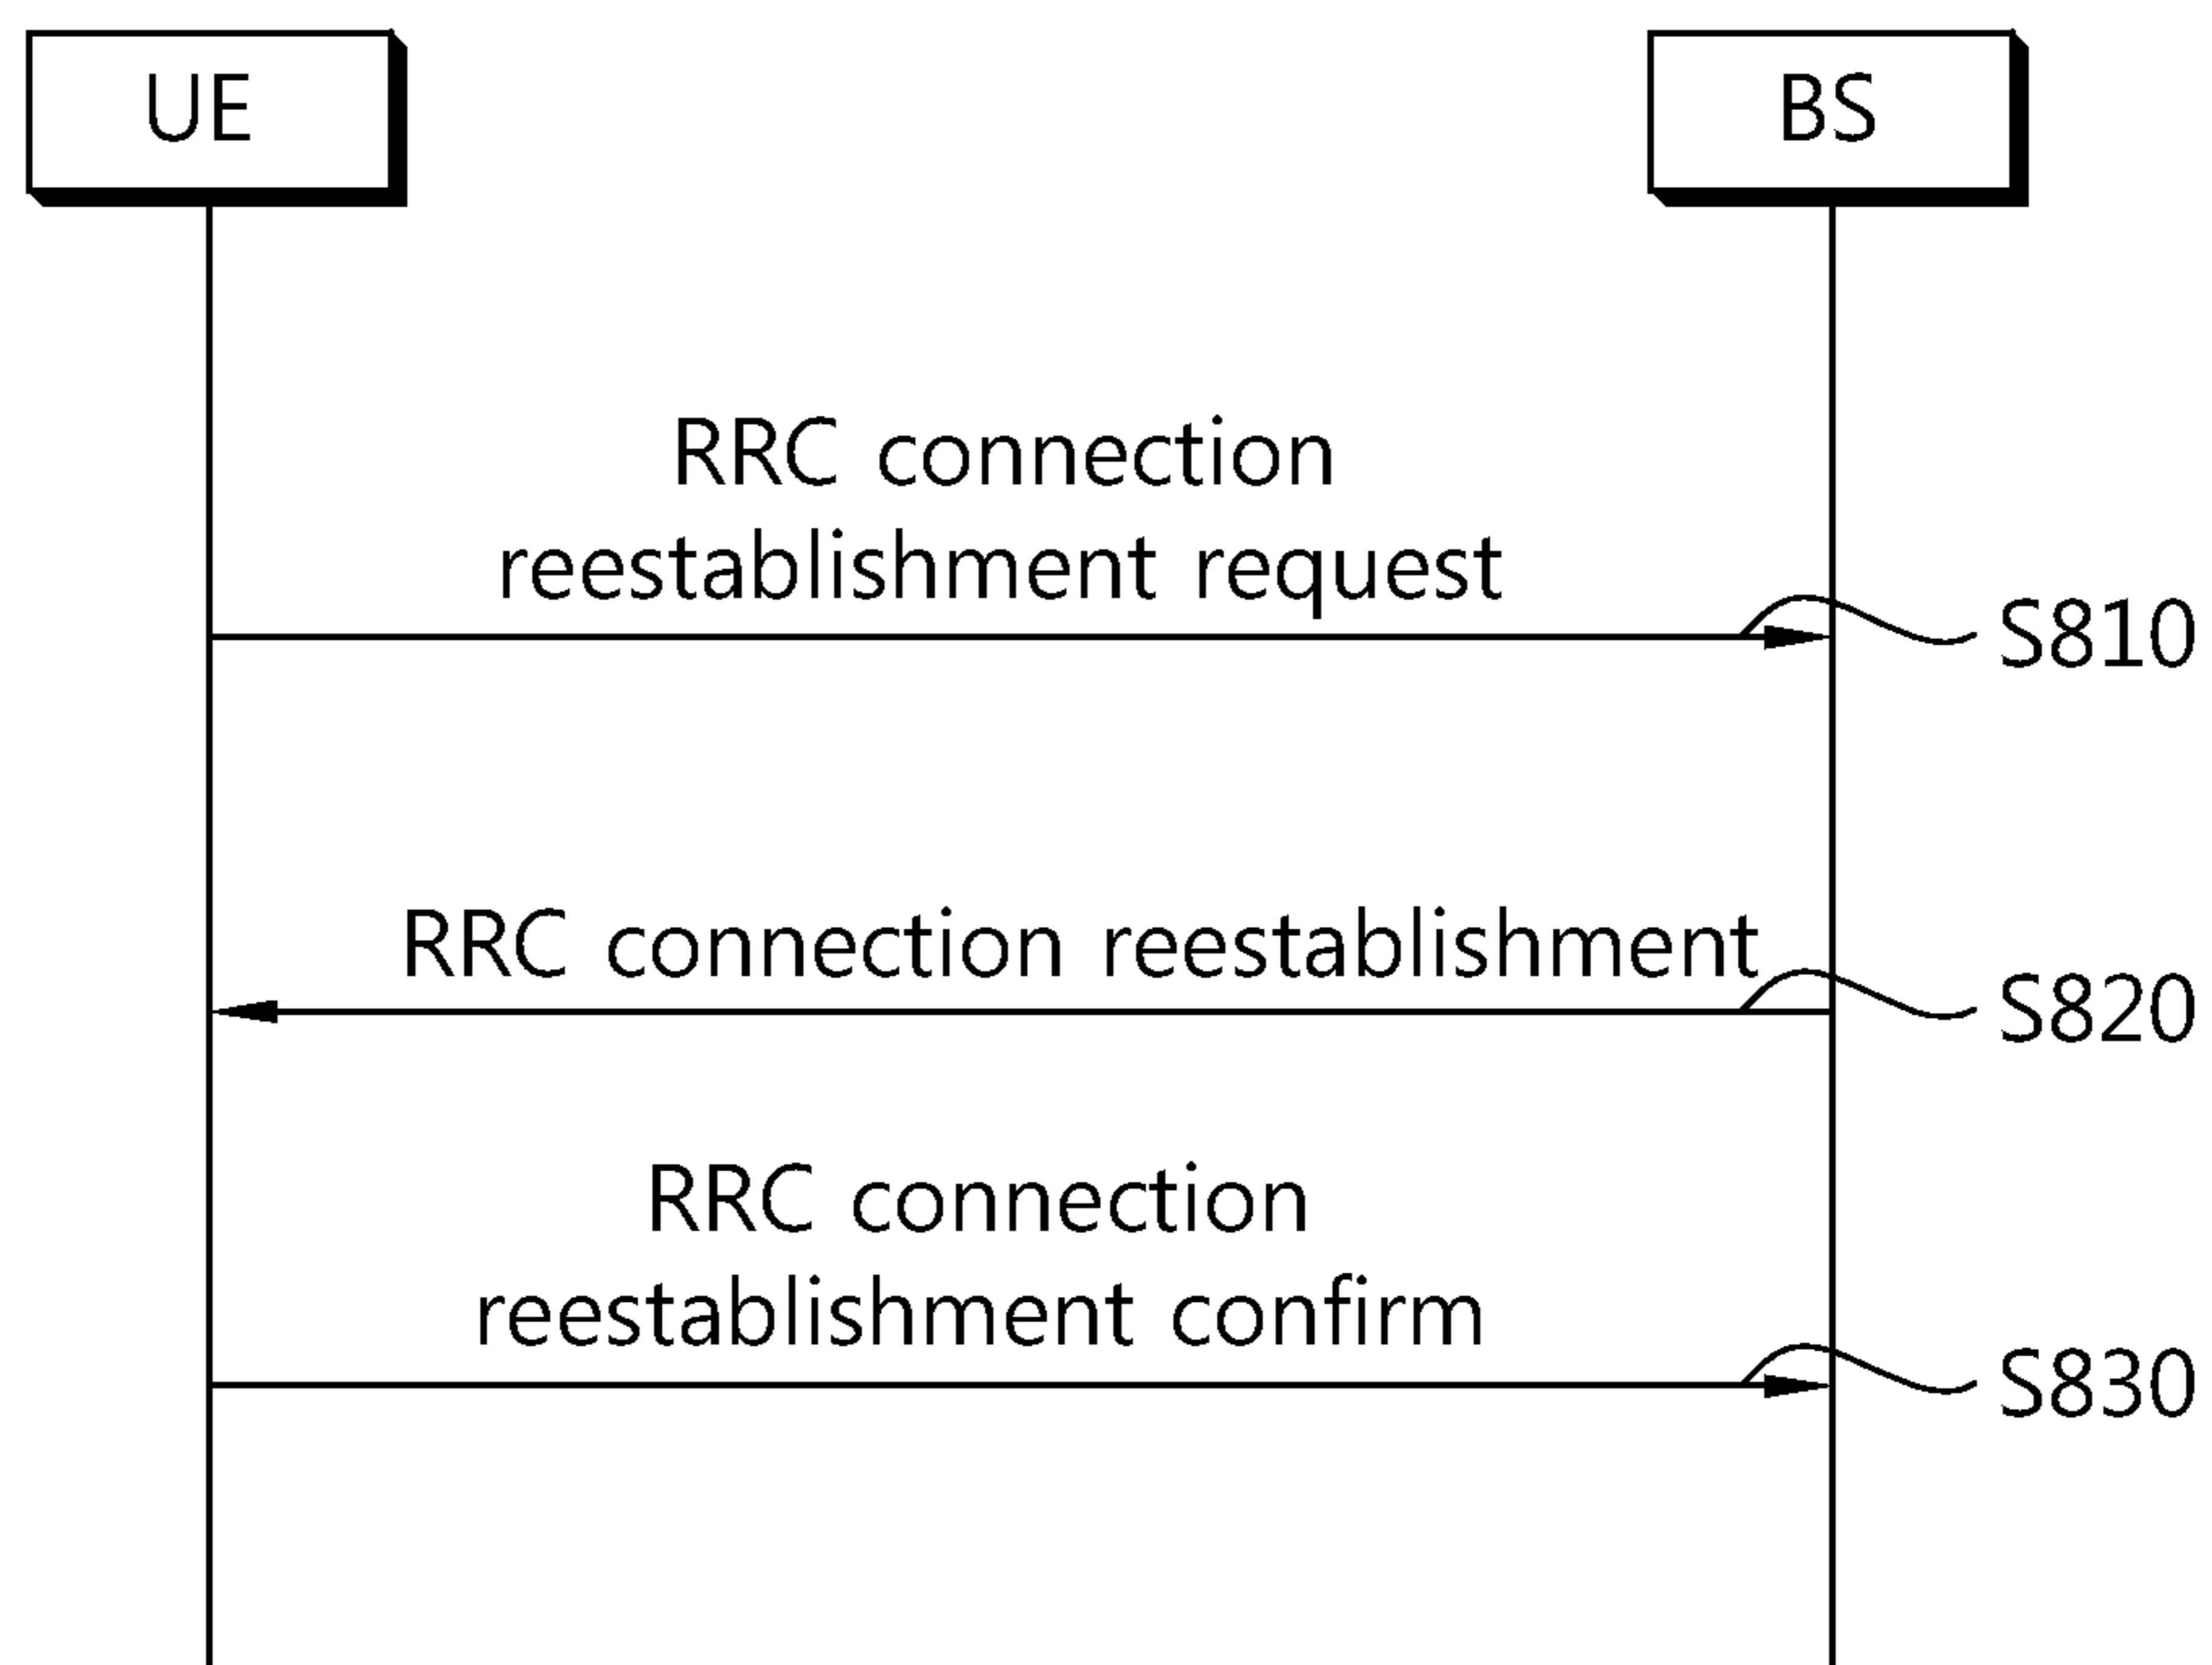 UE
BS
RRC connection
reestablishment request
S810
RRC connection reestablishment
S820
RRC connection
reestablishment confirm
S830